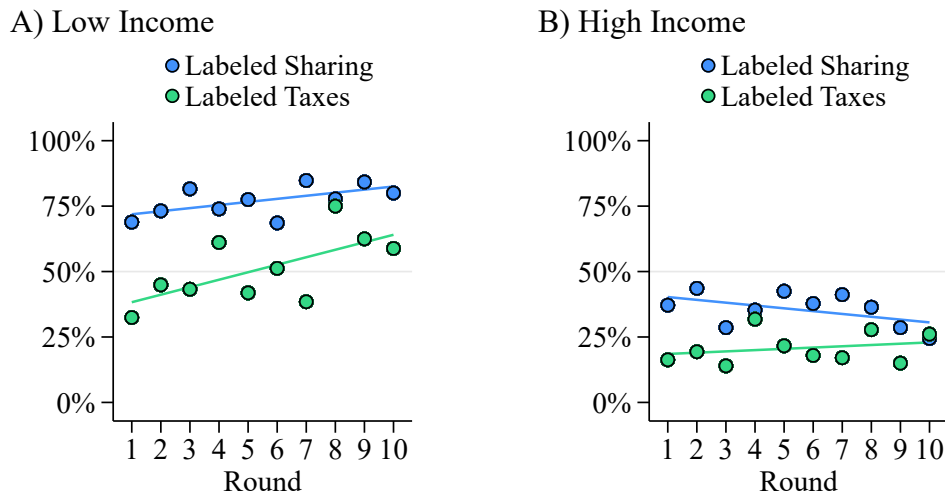 A) Low Income
Labeled Sharing
Labeled Taxes
100%
75%
50%
25%
0%
1 2 3 4 5 6 7 8 9 10
Round
B) High Income
Labeled Sharing
Labeled Taxes
100%
75%
50%
25%
0%
1 2 3 4 5 6 7 8 9 10
Round